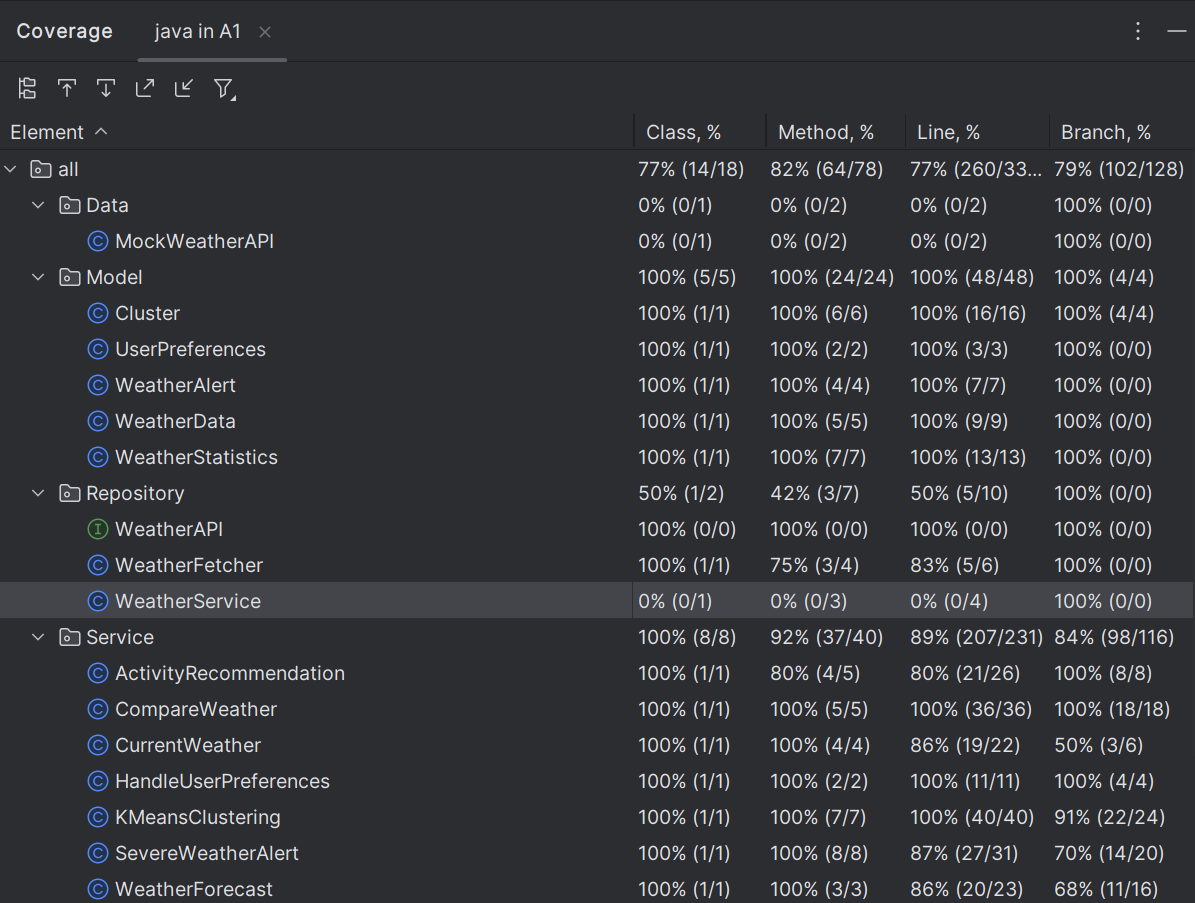 Coverage java in A1
Element Class, % Method, % Line, % Branch, %
all 77% (14/18) 82% (64/78) 77% (260/33... 79% (102/128)
Data 0% (0/1) 0% (0/2) 0% (0/2) 100% (0/0)
MockWeatherAPI 0% (0/1) 0% (0/2) 0% (0/2) 100% (0/0)
Model 100% (5/5) 100% (24/24) 100% (48/48) 100% (4/4)
Cluster 100% (1/1) 100% (6/6) 100% (16/16) 100% (4/4)
UserPreferences 100% (1/1) 100% (2/2) 100% (3/3) 100% (0/0)
WeatherAlert 100% (1/1) 100% (4/4) 100% (7/7) 100% (0/0)
WeatherData 100% (1/1) 100% (5/5) 100% (9/9) 100% (0/0)
WeatherStatistics 100% (1/1) 100% (7/7) 100% (13/13) 100% (0/0)
Repository 50% (1/2) 42% (3/7) 50% (5/10) 100% (0/0)
I WeatherAPI 100% (0/0) 100% (0/0) 100% (0/0) 100% (0/0)
C WeatherFetcher 100% (1/1) 75% (3/4) 83% (5/6) 100% (0/0)
C WeatherService 0% (0/1) 0% (0/3) 0% (0/4) 100% (0/0)
Service 100% (8/8) 92% (37/40) 89% (207/231) 84% (98/116)
C ActivityRecommendation 100% (1/1) 80% (4/5) 80% (21/26) 100% (8/8)
C CompareWeather 100% (1/1) 100% (5/5) 100% (36/36) 100% (18/18)
C CurrentWeather 100% (1/1) 100% (4/4) 86% (19/22) 50% (3/6)
C HandleUserPreferences 100% (1/1) 100% (2/2) 100% (11/11) 100% (4/4)
C KMeansClustering 100% (1/1) 100% (7/7) 100% (40/40) 91% (22/24)
C SevereWeatherAlert 100% (1/1) 100% (8/8) 87% (27/31) 70% (14/20)
C WeatherForecast 100% (1/1) 100% (3/3) 86% (20/23) 68% (11/16)